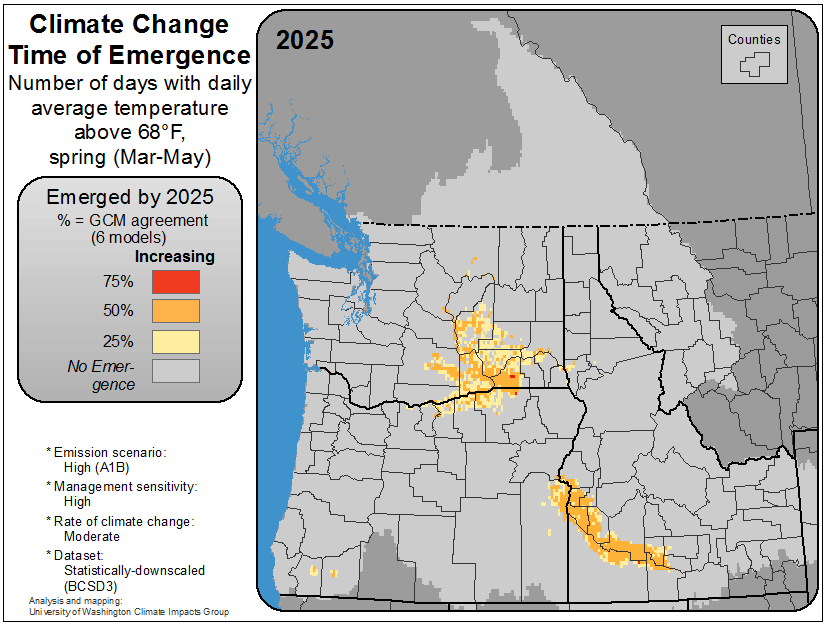 Climate Change
Time of Emergence
Number of days with daily
average temperature
above 68°F,
spring (Mar-May)
Emerged by 2025
% = GCM agreement
(6 models)
Increasing
75%
50%
25%
No Emer-
gence
* Emission scenario:
High (A1B)
* Management sensitivity:
High
* Rate of climate change:
Moderate
* Dataset:
Statistically-downscaled
(BCSD3)
Analysis and mapping:
University of Washington Climate Impacts Group
2025
Counties